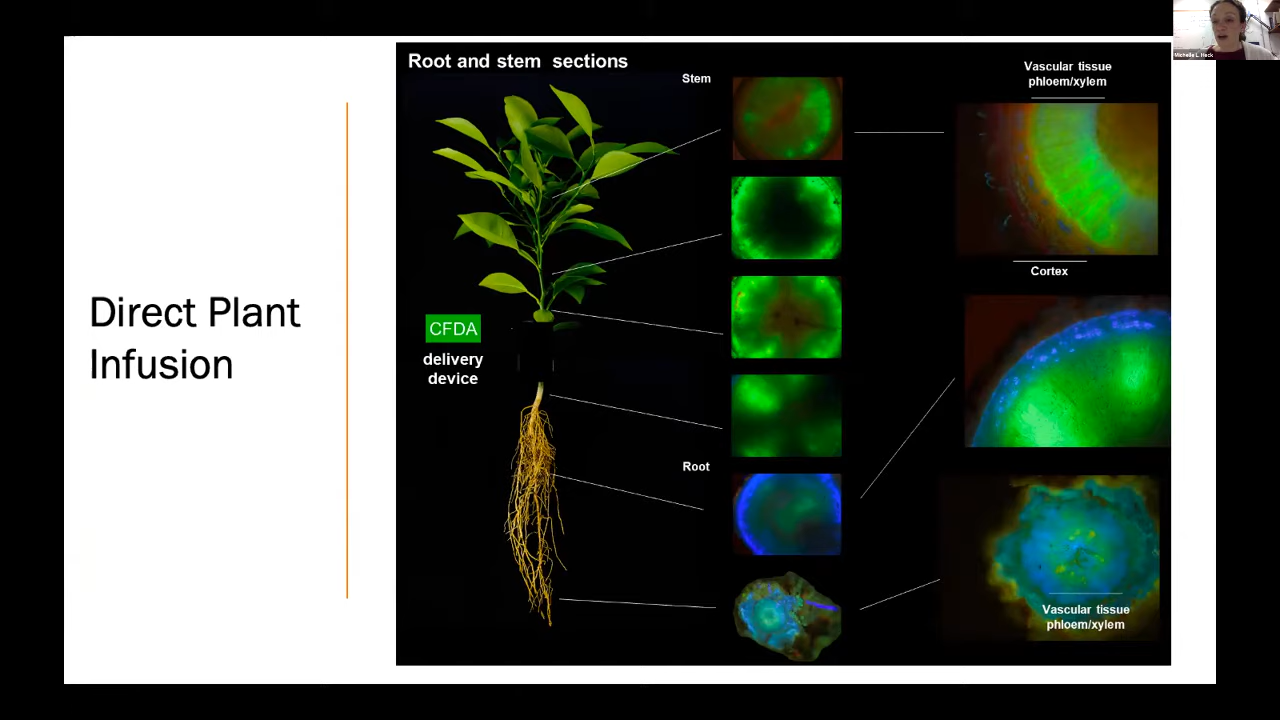 Direct Plant
Infusion
Root and stem sections
Stem
CFDA
delivery
device
Root
Vascular tissue
phloem/xylem
Cortex
Vascular tissue
phloem/xylem
Michelle L. Heck